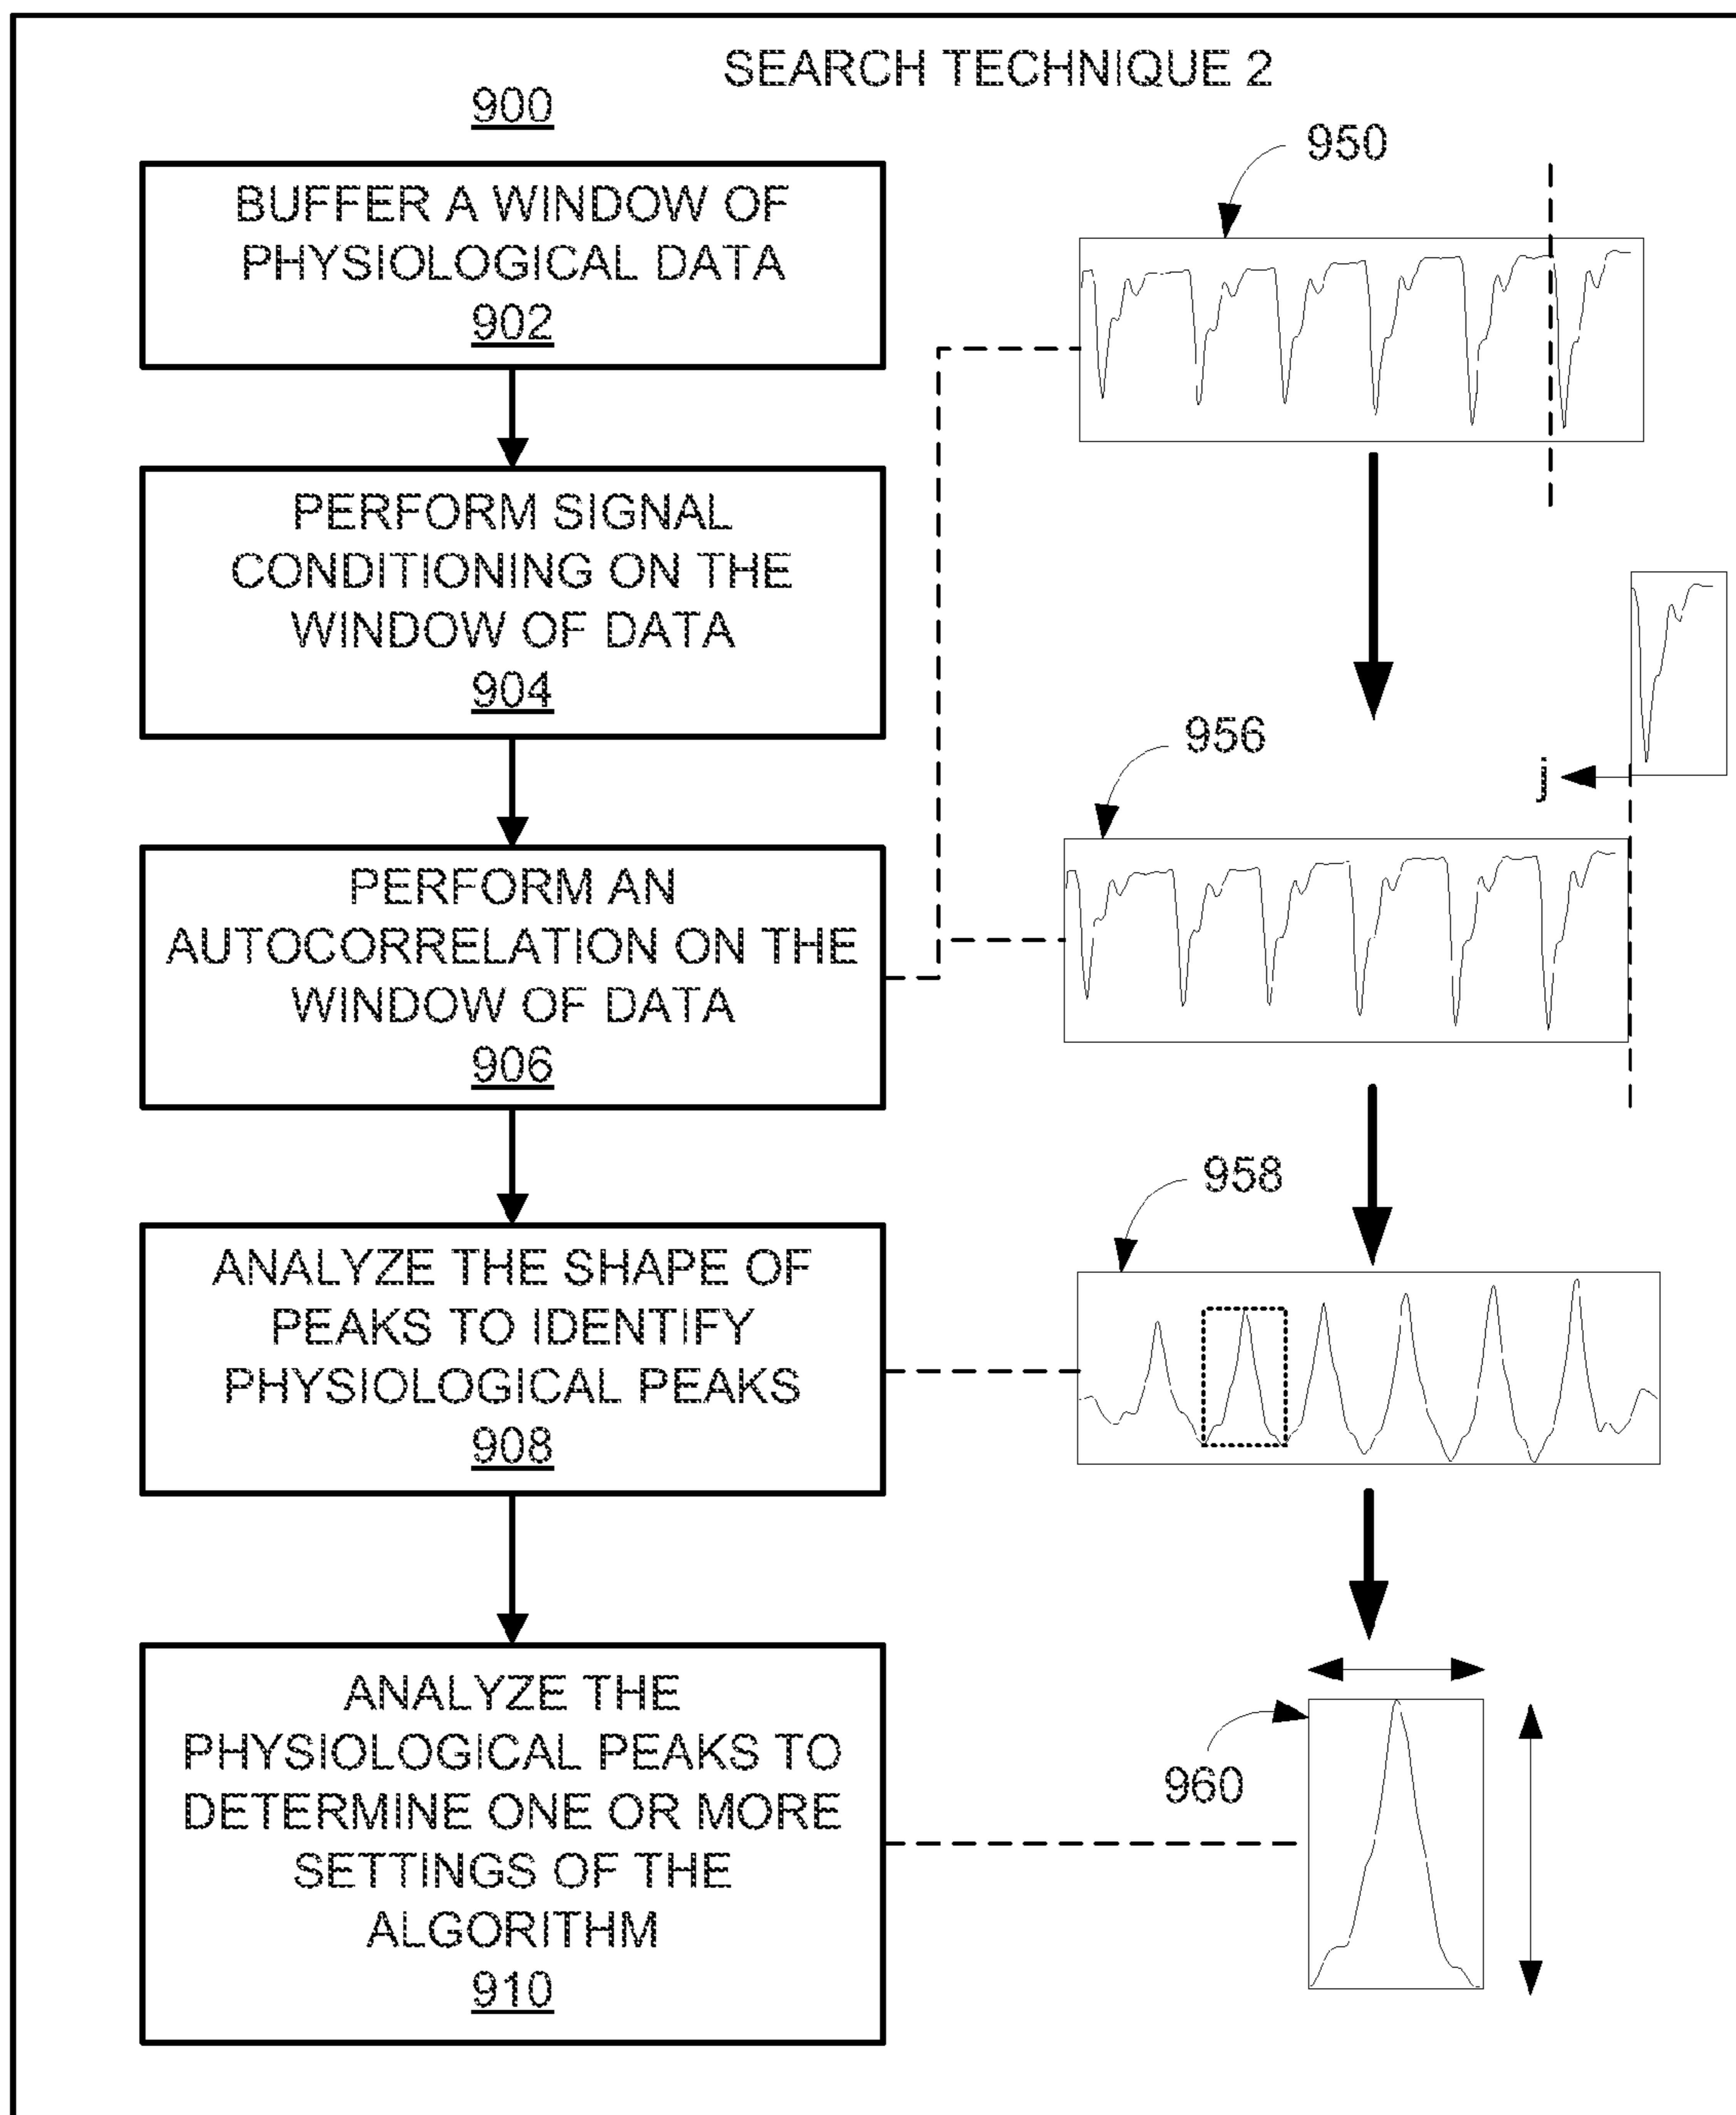 SEARCH TECHNIQUE 2
900
BUFFER A WINDOW OF
PHYSIOLOGICAL DATA
902
PERFORM SIGNAL
CONDITIONING ON THE
WINDOW OF DATA
904
PERFORM AN
AUTOCORRELATION ON THE
WINDOW OF DATA
906
ANALYZE THE SHAPE OF
PEAKS TO IDENTIFY
PHYSIOLOGICAL PEAKS
908
ANALYZE THE
PHYSIOLOGICAL PEAKS TO
DETERMINE ONE OR MORE
SETTINGS OF THE
ALGORITHM
910
950
956
j
958
960